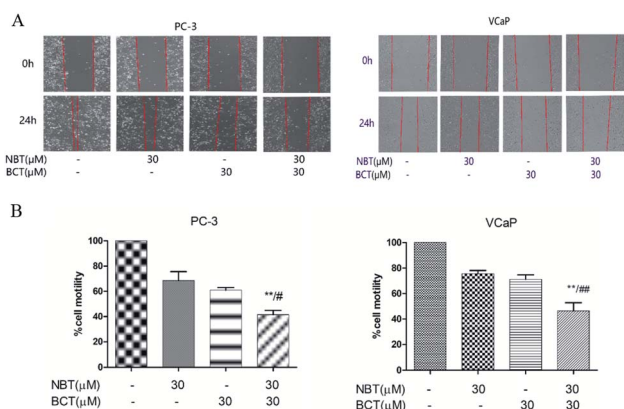 A
PC-3
VCaP
0h
0h
24h
24h
NBT(μM) - 30 - 30
BCT(μM) - - 30 30
NBT(μM) - 30 - 30
BCT(μM) - - 30 30
B
PC-3
%cell motility
100
80
60
40
20
0
**/#
NBT(μM) - 30 - 30
BCT(μM) - - 30 30
VCaP
%cell motility
100
80
60
40
20
0
**/##
NBT(μM) - 30 - 30
BCT(μM) - - 30 30